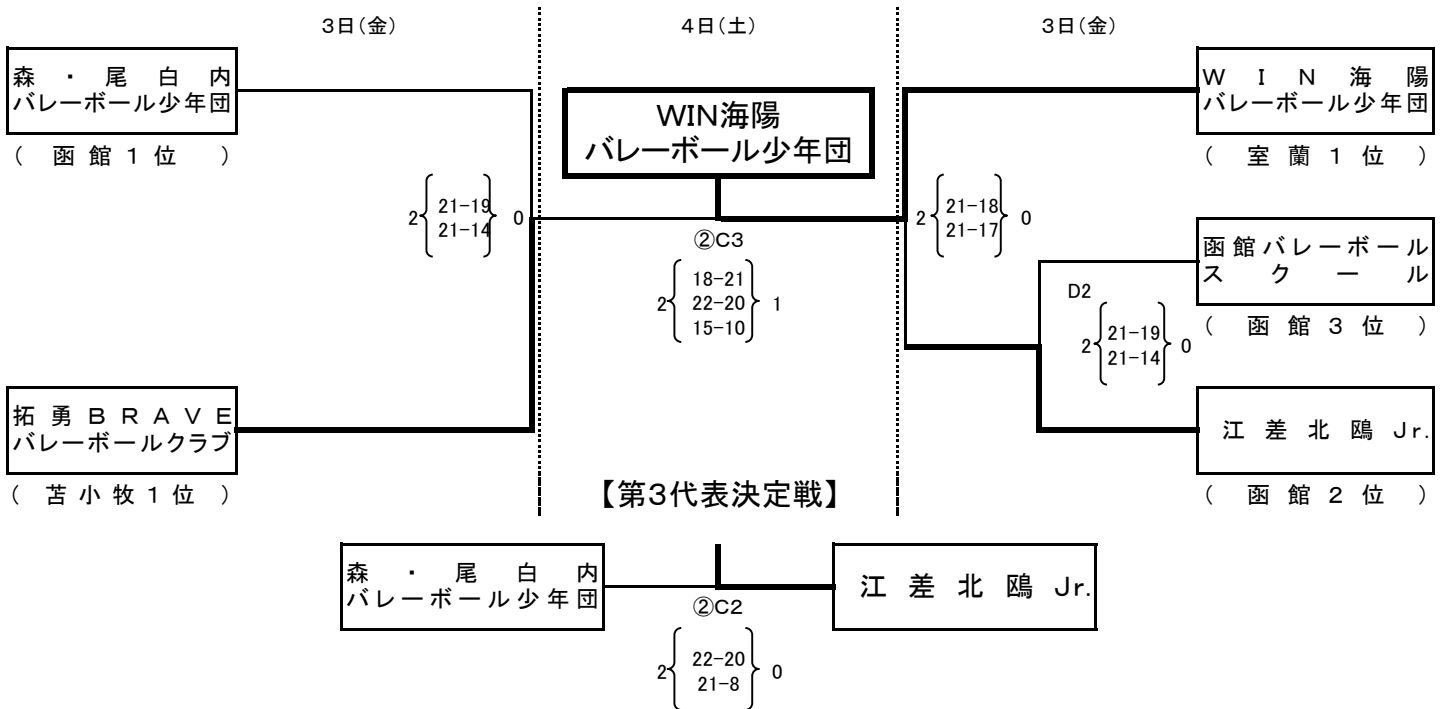 3日(金)
4日(土)
3日(金)
森・尾白内
バレーボール少年団
(函館1位)
WIN海陽
バレーボール少年団
WIN海陽
バレーボール少年団
(室蘭1位)
2 21-19 0
21-14
2 21-18 0
21-17
②C3
18-21
2 22-20 1
15-10
函館バレーボール
スクール
(函館3位)
D2
2 21-19 0
21-14
拓勇BRAVE
バレーボールクラブ
(苫小牧1位)
江差北鴎Jr.
(函館2位)
【第3代表決定戦】
森・尾白内
バレーボール少年団
江差北鴎Jr.
②C2
2 22-20 0
21-8